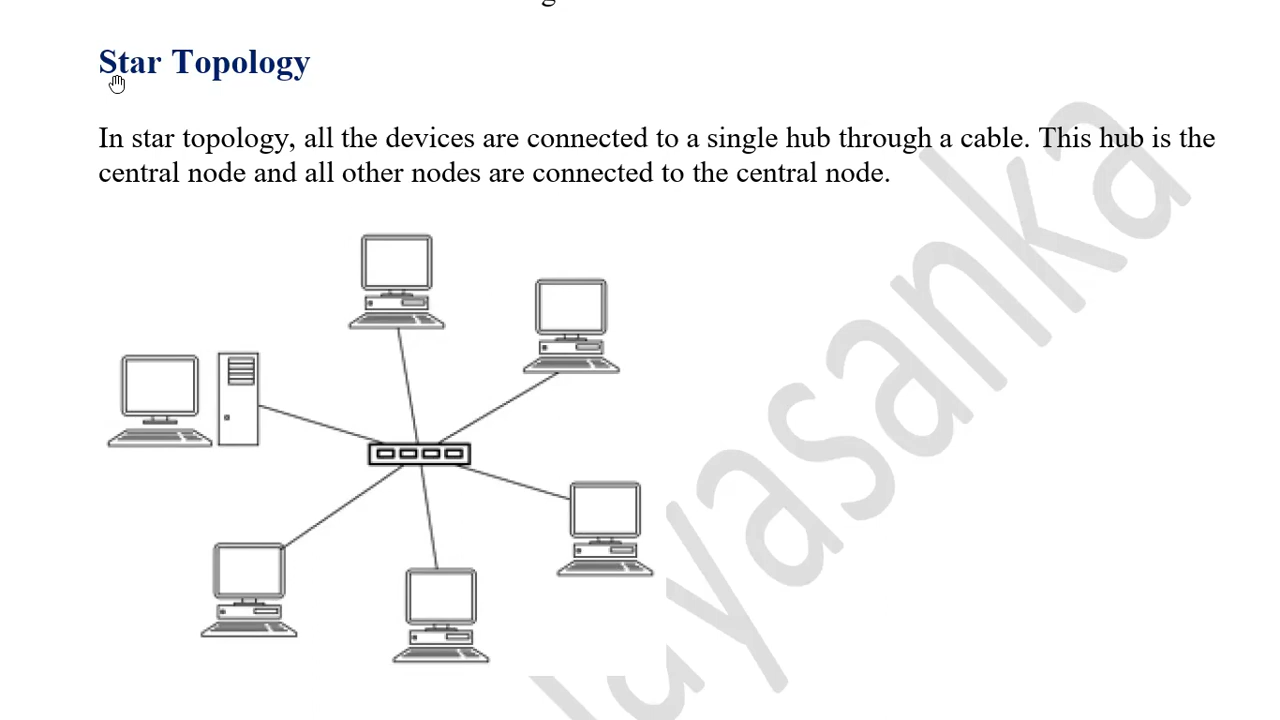 Star Topology
In star topology, all the devices are connected to a single hub through a cable. This hub is the
central node and all other nodes are connected to the central node.